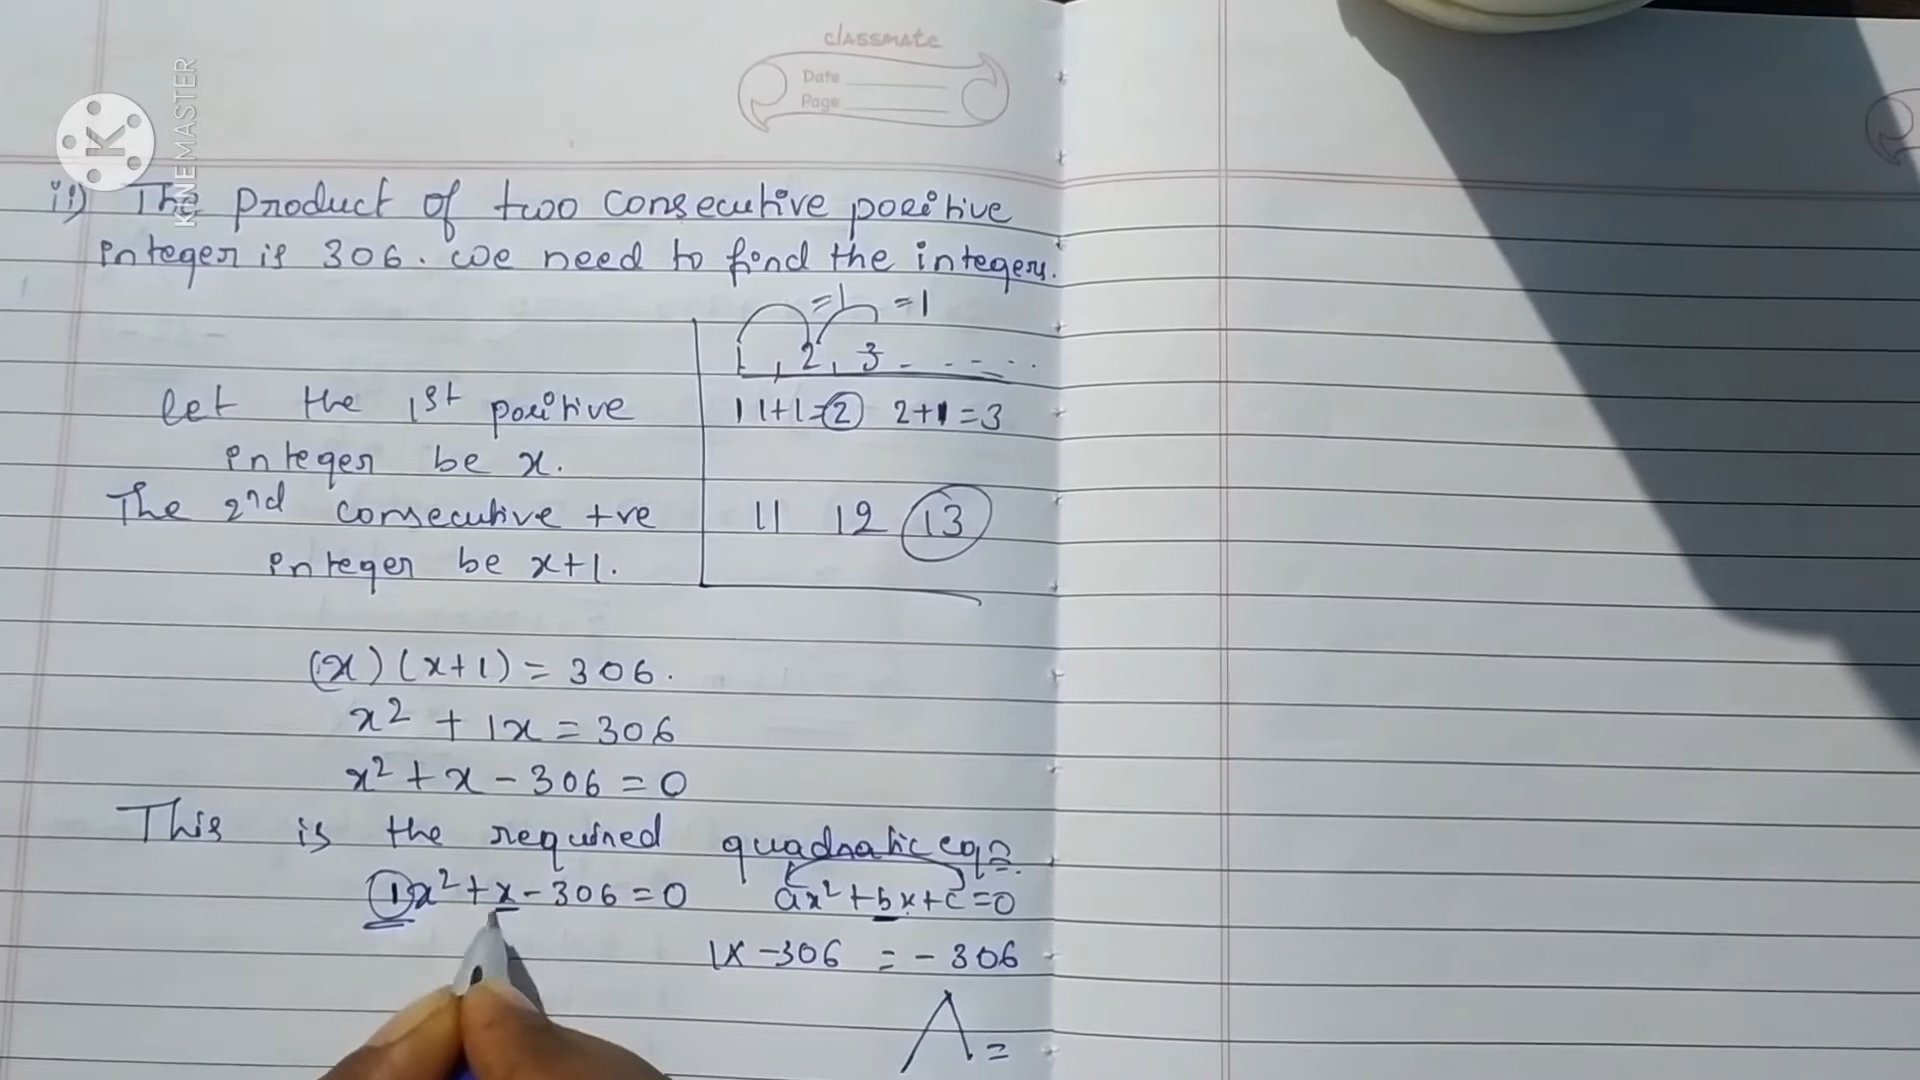 classmate
Date
Page
KINEMASTER
ii) The product of two consecutive positive
integer is 306. We need to find the integers.
=1 =1
1, 2, 3 - - - - ..
Let the 1st positive
integer be x.
1 1+1=2 2+1=3
The 2nd consecutive +ve
integer be x+1.
11 12 13
(x)(x+1) = 306.
x² + 1x = 306
x² + x - 306 = 0
This is the required quadratic eqn.
1x² + x - 306 = 0 ax² + bx + c = 0
1x - 306 = - 306
=